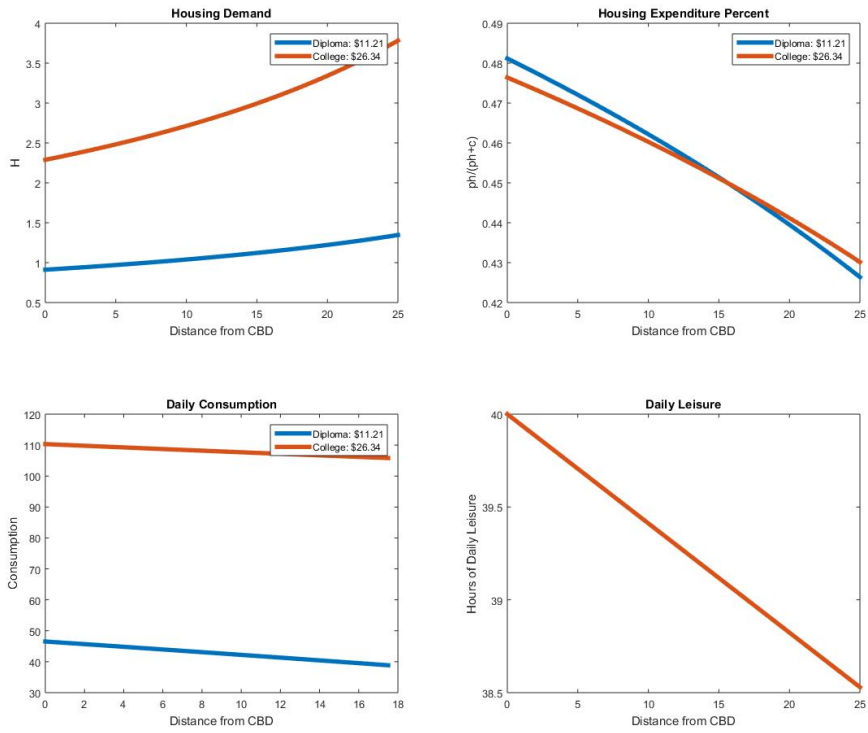 Housing Demand
4
3.5
3
2.5
2
1.5
1
0.5
H
0 5 10 15 20 25
Distance from CBD
Diploma: $11.21
College: $26.34
Housing Expenditure Percent
0.49
0.48
0.47
0.46
0.45
0.44
0.43
0.42
ph/(ph+c)
0 5 10 15 20 25
Distance from CBD
Diploma: $11.21
College: $26.34
Daily Consumption
120
110
100
90
80
70
60
50
40
30
Consumption
0 2 4 6 8 10 12 14 16 18
Distance from CBD
Diploma: $11.21
College: $26.34
Daily Leisure
40
39.5
39
38.5
Hours of Daily Leisure
0 5 10 15 20 25
Distance from CBD